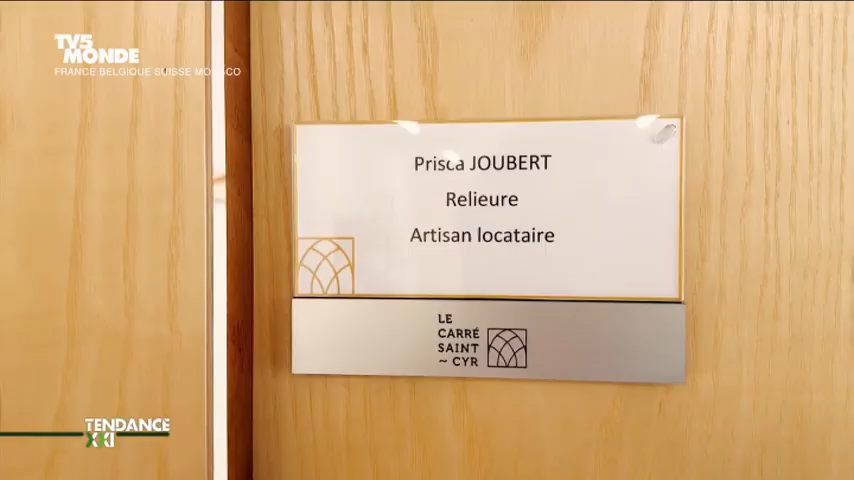 TV5
MONDE
FRANCE BELGIQUE SUISSE MONACO
Prisca JOUBERT
Relieure
Artisan locataire
LE
CARRÉ
SAINT
~ CYR
TENDANCE
XXI